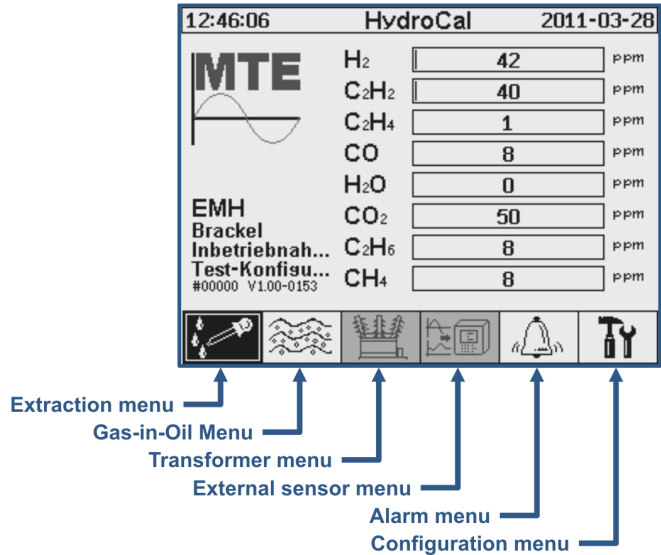 12:46:06 HydroCal 2011-03-28
MTE
H₂ 42 ppm
C₂H₂ 40 ppm
C₂H₄ 1 ppm
CO 8 ppm
H₂O 0 ppm
CO₂ 50 ppm
C₂H₆ 8 ppm
CH₄ 8 ppm
EMH
Brackel
Inbetriebnah...
Test-Konfigu...
#00000 V1.00-0153
Extraction menu
Gas-in-Oil Menu
Transformer menu
External sensor menu
Alarm menu
Configuration menu